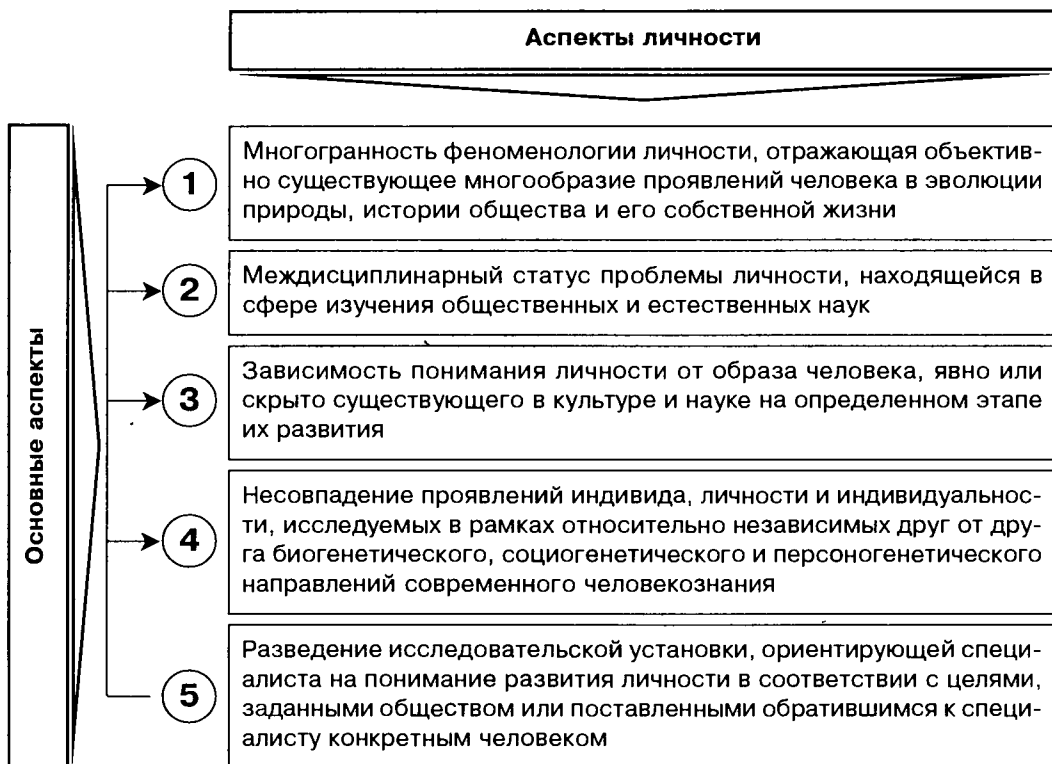 Аспекты личности
Основные аспекты
1
Многогранность феноменологии личности, отражающая объектив-
но существующее многообразие проявлений человека в эволюции
природы, истории общества и его собственной жизни
2
Междисциплинарный статус проблемы личности, находящейся в
сфере изучения общественных и естественных наук
3
Зависимость понимания личности от образа человека, явно или
скрыто существующего в культуре и науке на определенном этапе
их развития
4
Несовпадение проявлений индивида, личности и индивидуальнос-
ти, исследуемых в рамках относительно независимых друг от дру-
га биогенетического, социогенетического и персоногенетического
направлений современного человекознания
5
Разведение исследовательской установки, ориентирующей специ-
алиста на понимание развития личности в соответствии с целями,
заданными обществом или поставленными обратившимся к специ-
алисту конкретным человеком